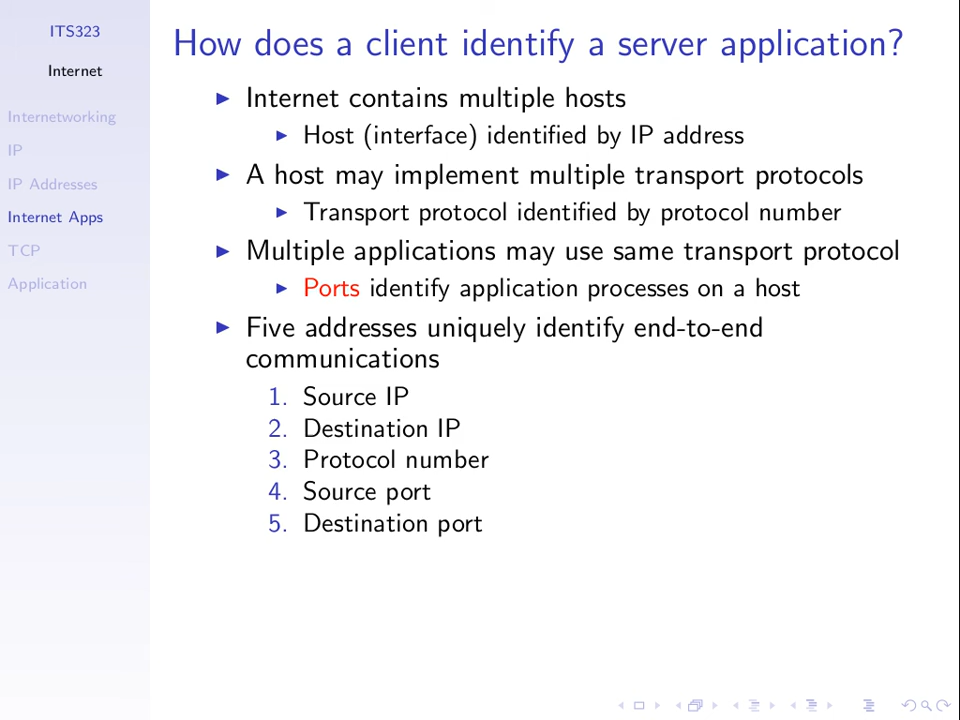 ITS323
Internet
Internetworking
IP
IP Addresses
Internet Apps
TCP
Application
How does a client identify a server application?
Internet contains multiple hosts
Host (interface) identified by IP address
A host may implement multiple transport protocols
Transport protocol identified by protocol number
Multiple applications may use same transport protocol
Ports identify application processes on a host
Five addresses uniquely identify end-to-end
communications
1. Source IP
2. Destination IP
3. Protocol number
4. Source port
5. Destination port